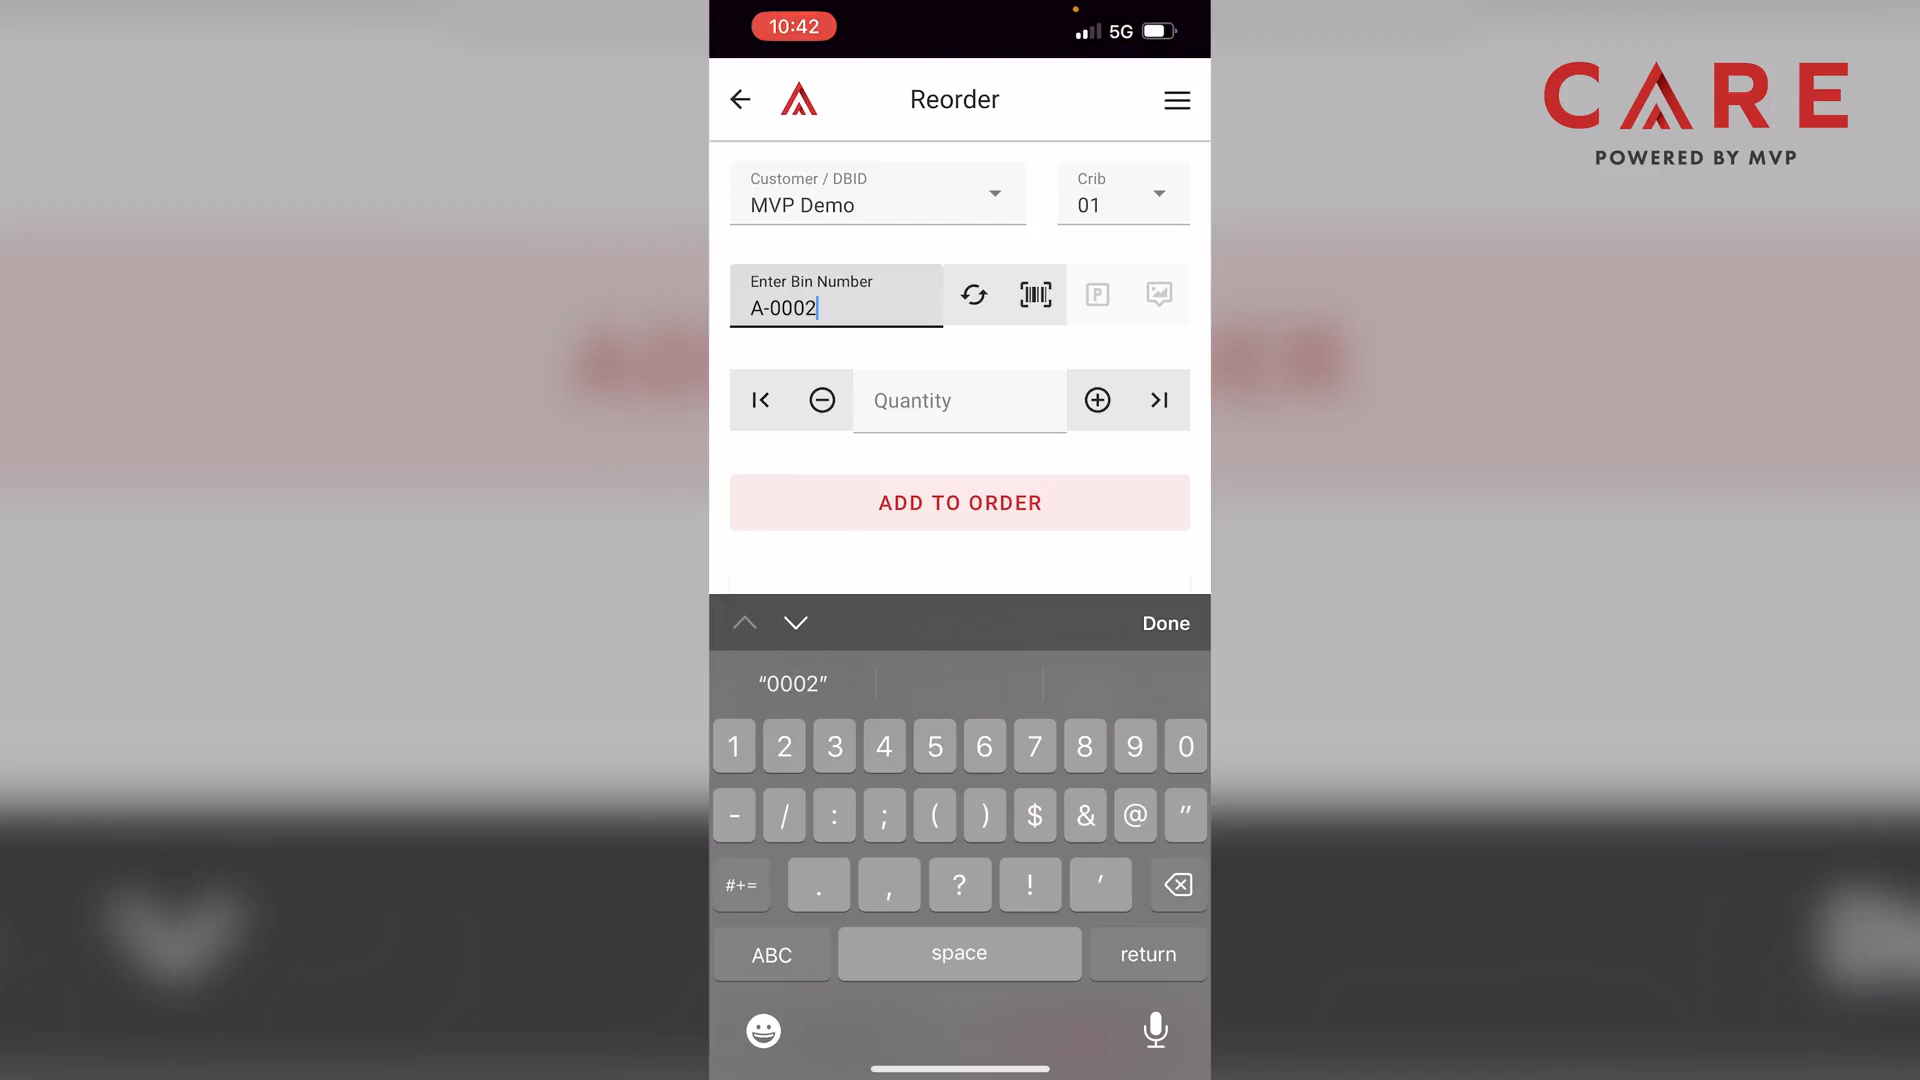 10:42
5G
CARE
POWERED BY MVP
Reorder
Customer / DBID
MVP Demo
Crib
01
Enter Bin Number
A-0002
P
Quantity
ADD TO ORDER
Done
“0002”
1 2 3 4 5 6 7 8 9 0
- / : ; ( ) $ & @ "
#+= . , ? ! '
ABC space return